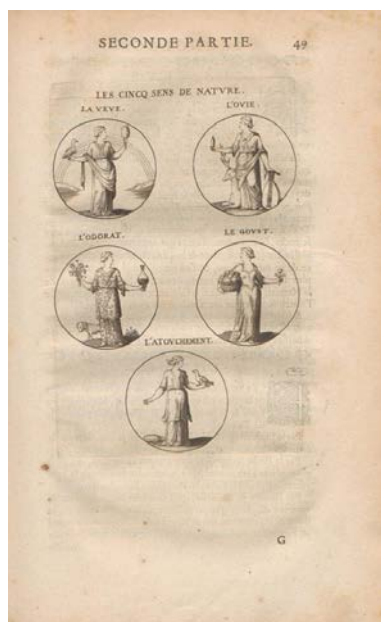 SECONDE PARTIE. 49
LES CINCQ SENS DE NATVRE.
LA VEVE. L'OVIE.
L'ODORAT. LE GOVST.
L'ATOVCHEMENT.
G